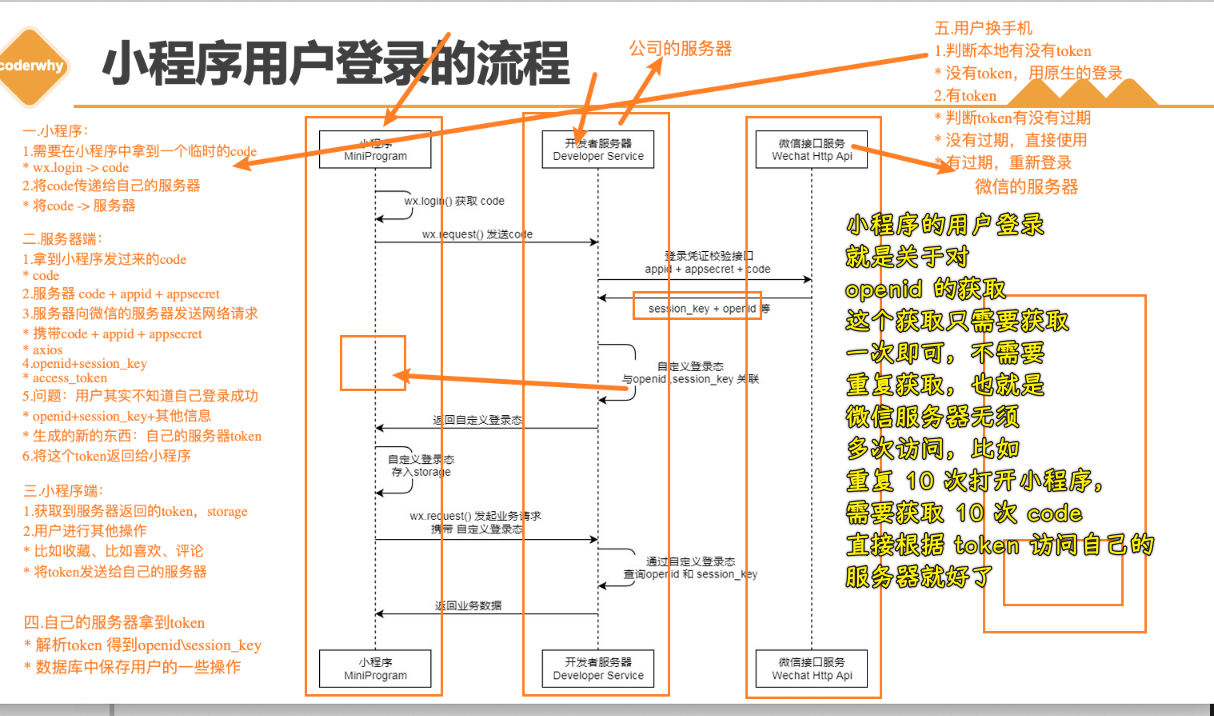 coderwhy
小程序用户登录的流程
公司的服务器
五.用户换手机
1.判断本地有没有token
* 没有token，用原生的登录
2.有token
* 判断token有没有过期
* 没有过期，直接使用
* 有过期，重新登录
微信的服务器
一.小程序：
1.需要在小程序中拿到一个临时的code
* wx.login -> code
2.将code传递给自己的服务器
* 将code -> 服务器
二.服务器端：
1.拿到小程序发过来的code
* code
2.服务器 code + appid + appsecret
3.服务器向微信的服务器发送网络请求
* 携带code + appid + appsecret
* axios
4.openid+session_key
* access_token
5.问题：用户其实不知道自己登录成功
* openid+session_key+其他信息
* 生成的新的东西：自己的服务器token
6.将这个token返回给小程序
三.小程序端：
1.获取到服务器返回的token，storage
2.用户进行其他操作
* 比如收藏、比如喜欢、评论
* 将token发送给自己的服务器
四.自己的服务器拿到token
* 解析token 得到openid\session_key
* 数据库中保存用户的一些操作
小程序
MiniProgram
开发者服务器
Developer Service
微信接口服务
Wechat Http Api
wx.login() 获取 code
wx.request() 发送code
登录凭证校验接口
appid + appsecret + code
session_key + openid 等
自定义登录态
与openid ,session_key 关联
返回自定义登录态
自定义登录态
存入storage
wx.request() 发起业务请求
携带 自定义登录态
通过自定义登录态
查询openid 和 session_key
返回业务数据
小程序
MiniProgram
开发者服务器
Developer Service
微信接口服务
Wechat Http Api
小程序的用户登录
就是关于对
openid 的获取
这个获取只需要获取
一次即可，不需要
重复获取，也就是
微信服务器无须
多次访问，比如
重复 10 次打开小程序，
需要获取 10 次 code
直接根据 token 访问自己的
服务器就好了